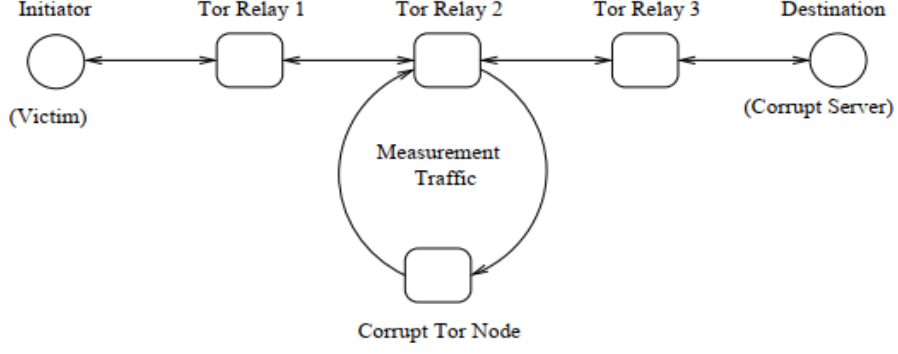 Initiator
Tor Relay 1
Tor Relay 2
Tor Relay 3
Destination
(Victim)
(Corrupt Server)
Measurement
Traffic
Corrupt Tor Node